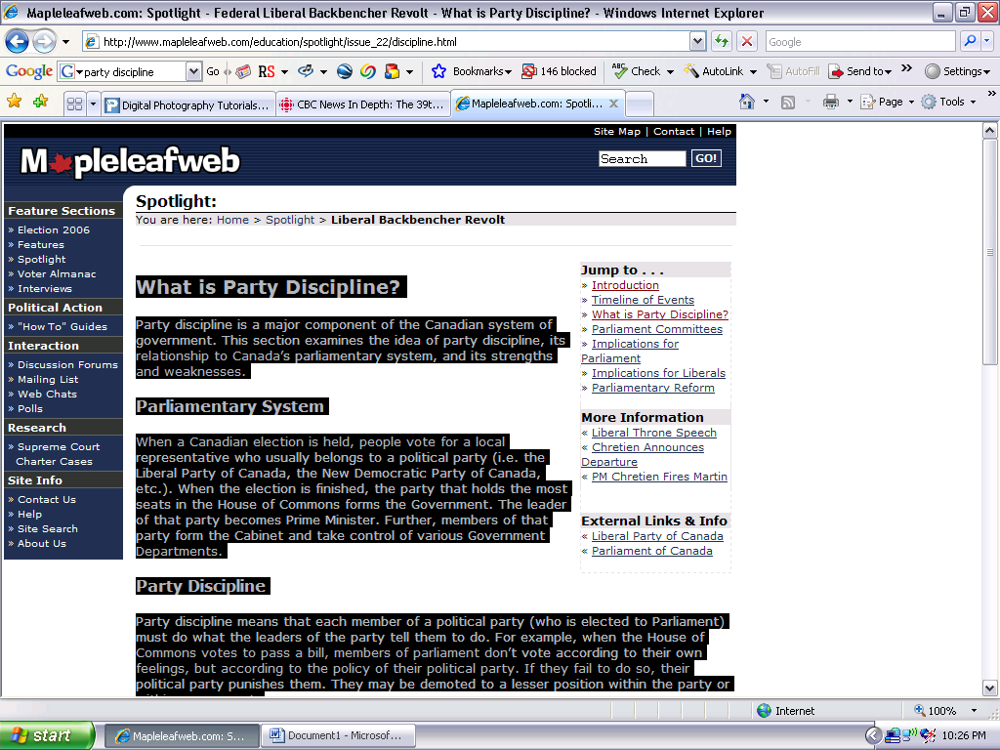 Mapleleafweb.com: Spotlight - Federal Liberal Backbencher Revolt - What is Party Discipline? - Windows Internet Explorer
http://www.mapleleafweb.com/education/spotlight/issue_22/discipline.html
Google
Google
G party discipline
Go
RS
Bookmarks
146 blocked
ABC
Check
AutoLink
AutoFill
Send to
Settings
Digital Photography Tutorials...
CBC News In Depth: The 39t...
Mapleleafweb.com: Spotli...
Page
Tools
Site Map | Contact | Help
Mapleleafweb
Search
GO!
Feature Sections
» Election 2006
» Features
» Spotlight
» Voter Almanac
» Interviews
Political Action
» "How To" Guides
Interaction
» Discussion Forums
» Mailing List
» Web Chats
» Polls
Research
» Supreme Court
Charter Cases
Site Info
» Contact Us
» Help
» Site Search
» About Us
Spotlight:
You are here: Home > Spotlight > Liberal Backbencher Revolt
What is Party Discipline?
Party discipline is a major component of the Canadian system of
government. This section examines the idea of party discipline, its
relationship to Canada's parliamentary system, and its strengths
and weaknesses.
Parliamentary System
When a Canadian election is held, people vote for a local
representative who usually belongs to a political party (i.e. the
Liberal Party of Canada, the New Democratic Party of Canada,
etc.). When the election is finished, the party that holds the most
seats in the House of Commons forms the Government. The leader
of that party becomes Prime Minister. Further, members of that
party form the Cabinet and take control of various Government
Departments.
Party Discipline
Party discipline means that each member of a political party (who is elected to Parliament)
must do what the leaders of the party tell them to do. For example, when the House of
Commons votes to pass a bill, members of parliament don't vote according to their own
feelings, but according to the policy of their political party. If they fail to do so, their
political party punishes them. They may be demoted to a lesser position within the party or
Jump to . . .
» Introduction
» Timeline of Events
» What is Party Discipline?
» Parliament Committees
» Implications for
Parliament
» Implications for Liberals
» Parliamentary Reform
More Information
« Liberal Throne Speech
« Chretien Announces
Departure
« PM Chretien Fires Martin
External Links & Info
« Liberal Party of Canada
« Parliament of Canada
Internet
100%
start
Mapleleafweb.com: S...
Document1 - Microsof...
10:26 PM